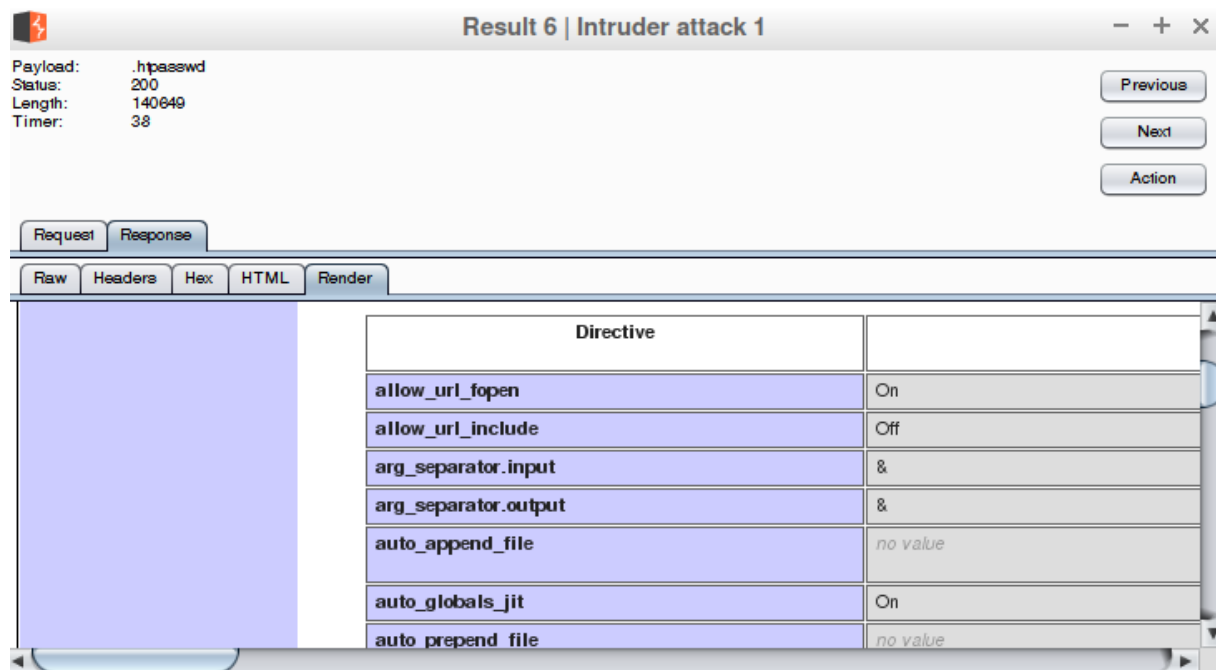 Result 6 | Intruder attack 1
Payload: .htpasswd
Status: 200
Length: 140649
Timer: 38
Previous
Next
Action
Request Response
Raw Headers Hex HTML Render
Directive
allow_url_fopen On
allow_url_include Off
arg_separator.input &
arg_separator.output &
auto_append_file no value
auto_globals_jit On
auto_prepend_file no value